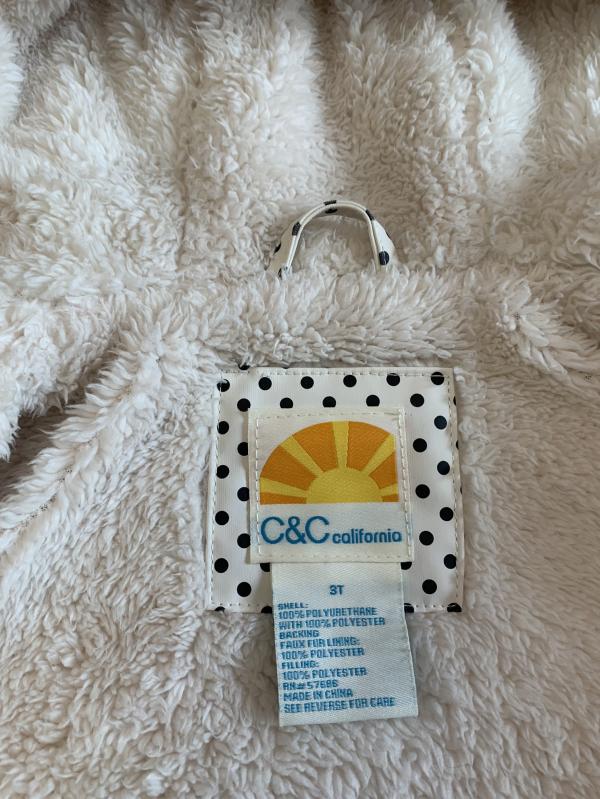 C&C california
3T
SHELL:
100% POLYURETHANE
WITH 100% POLYESTER
BACKING
FAUX FUR LINING:
100% POLYESTER
FILLING:
100% POLYESTER
RN#57686
MADE IN CHINA
SEE REVERSE FOR CARE